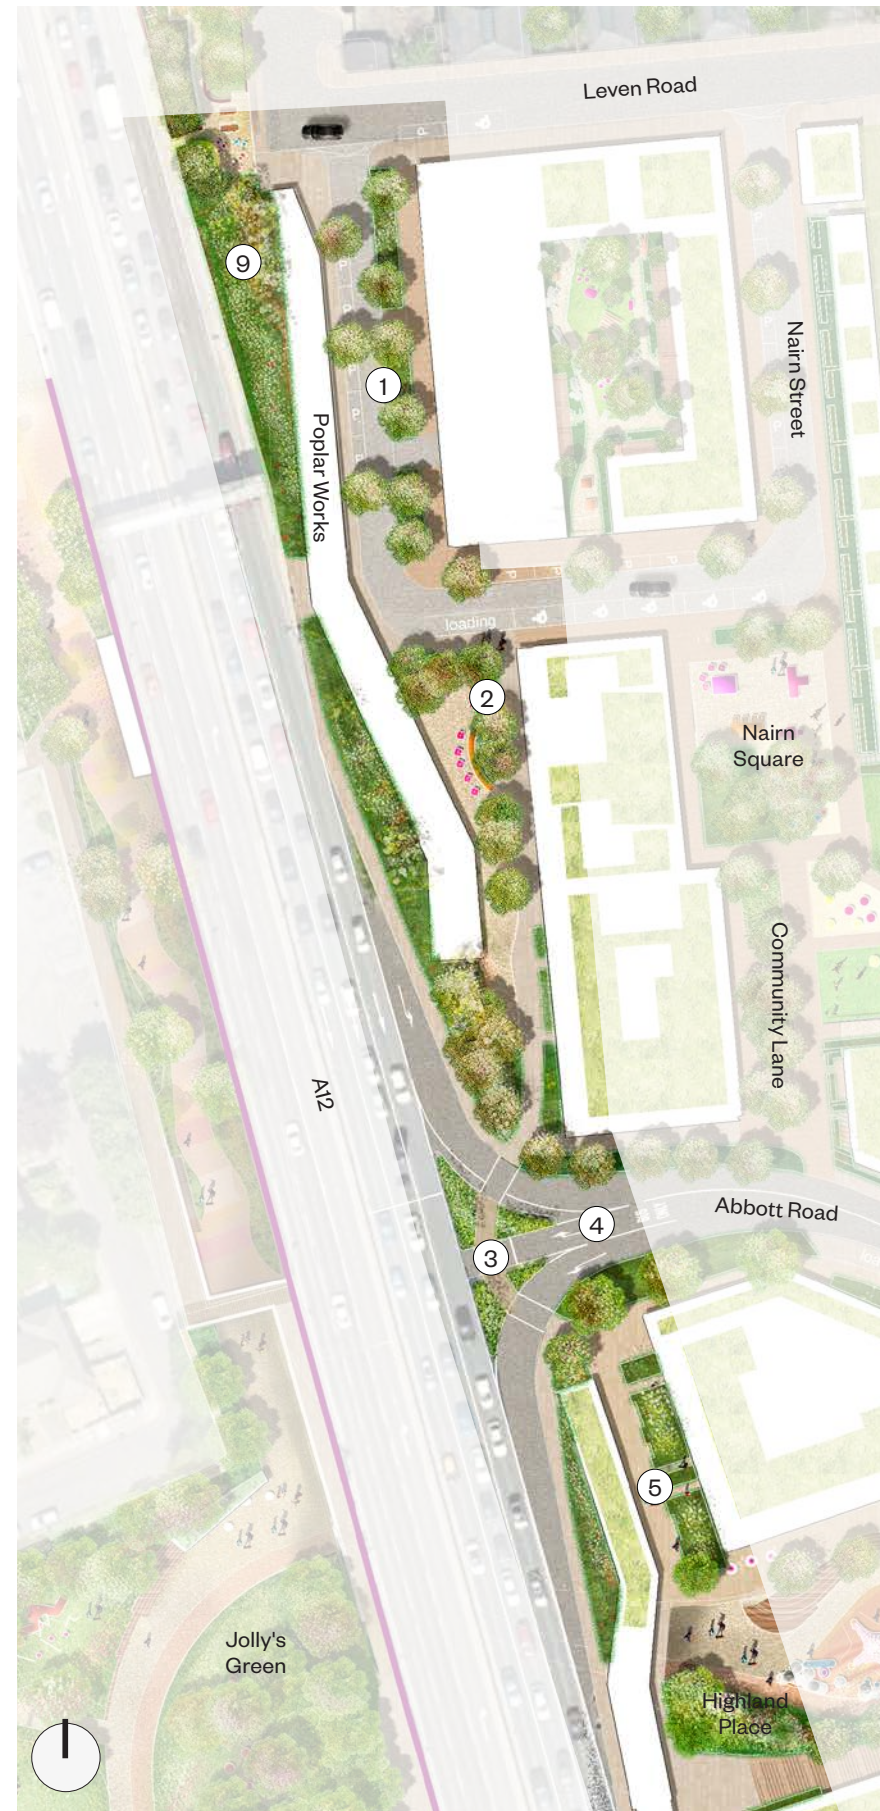 Leven Road
9
Nairn Street
1
Poplar Works
loading
2
Nairn
Square
Community Lane
A12
Abbott Road
4
3
5
Jolly's
Green
Highland
Place